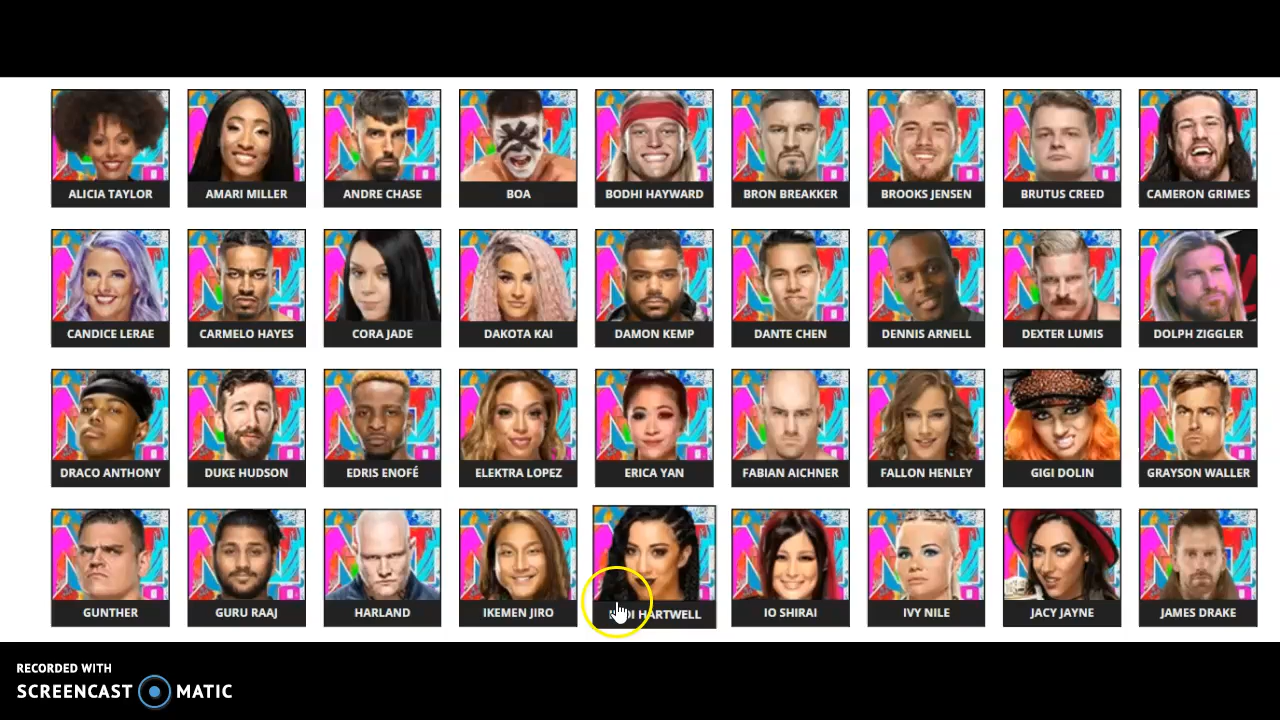 ALICIA TAYLOR
AMARI MILLER
ANDRE CHASE
BOA
BODHI HAYWARD
BRON BREAKKER
BROOKS JENSEN
BRUTUS CREED
CAMERON GRIMES
CANDICE LERAE
CARMELO HAYES
CORA JADE
DAKOTA KAI
DAMON KEMP
DANTE CHEN
DENNIS ARNELL
DEXTER LUMIS
DOLPH ZIGGLER
DRACO ANTHONY
DUKE HUDSON
EDRIS ENOFÉ
ELEKTRA LOPEZ
ERICA YAN
FABIAN AICHNER
FALLON HENLEY
GIGI DOLIN
GRAYSON WALLER
GUNTHER
GURU RAAJ
HARLAND
IKEMEN JIRO
HARTWELL
IO SHIRAI
IVY NILE
JACY JAYNE
JAMES DRAKE
RECORDED WITH
SCREENCAST MATIC